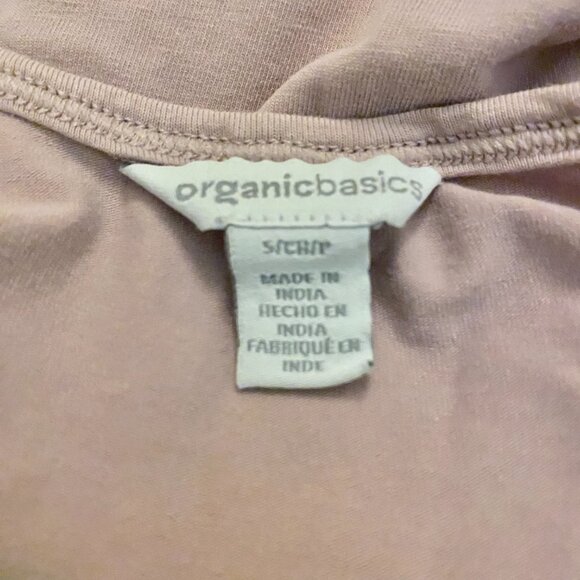 organicbasics
S/CH/P
MADE IN
INDIA
HECHO EN
INDIA
FABRIQUÉ EN
INDE